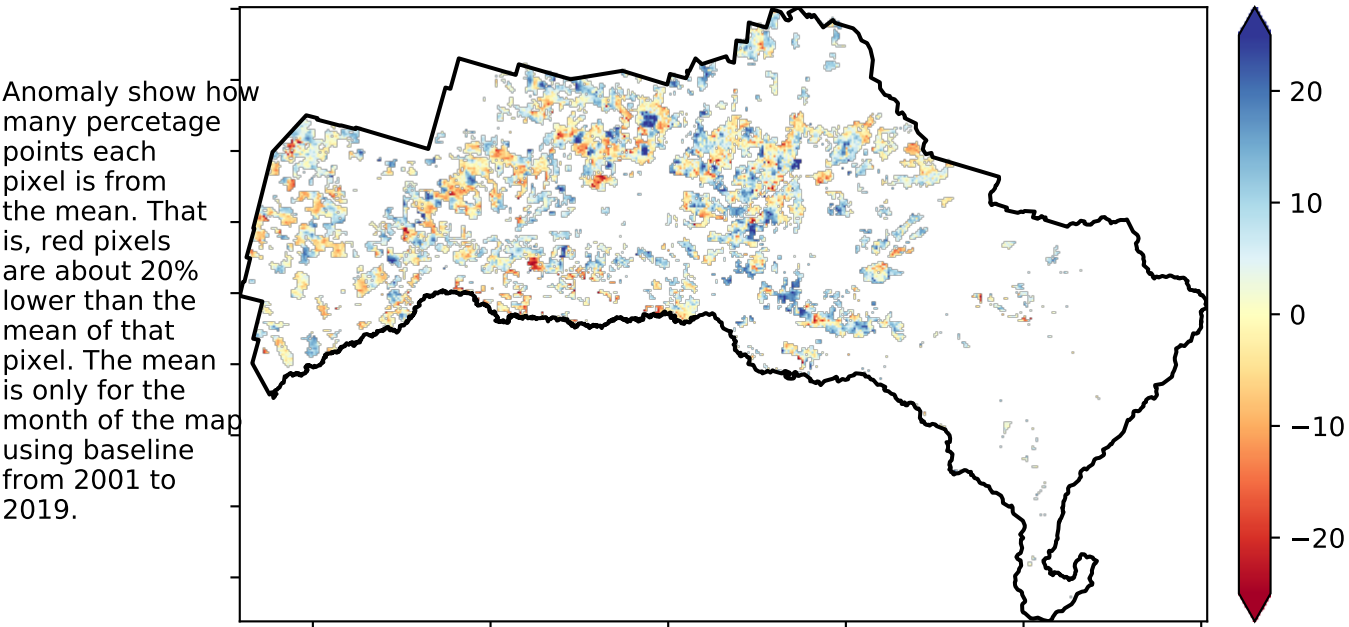 Anomaly show how
many percetage
points each
pixel is from
the mean. That
is, red pixels
are about 20%
lower than the
mean of that
pixel. The mean
is only for the
month of the map
using baseline
from 2001 to
2019.
20
10
0
−10
−20